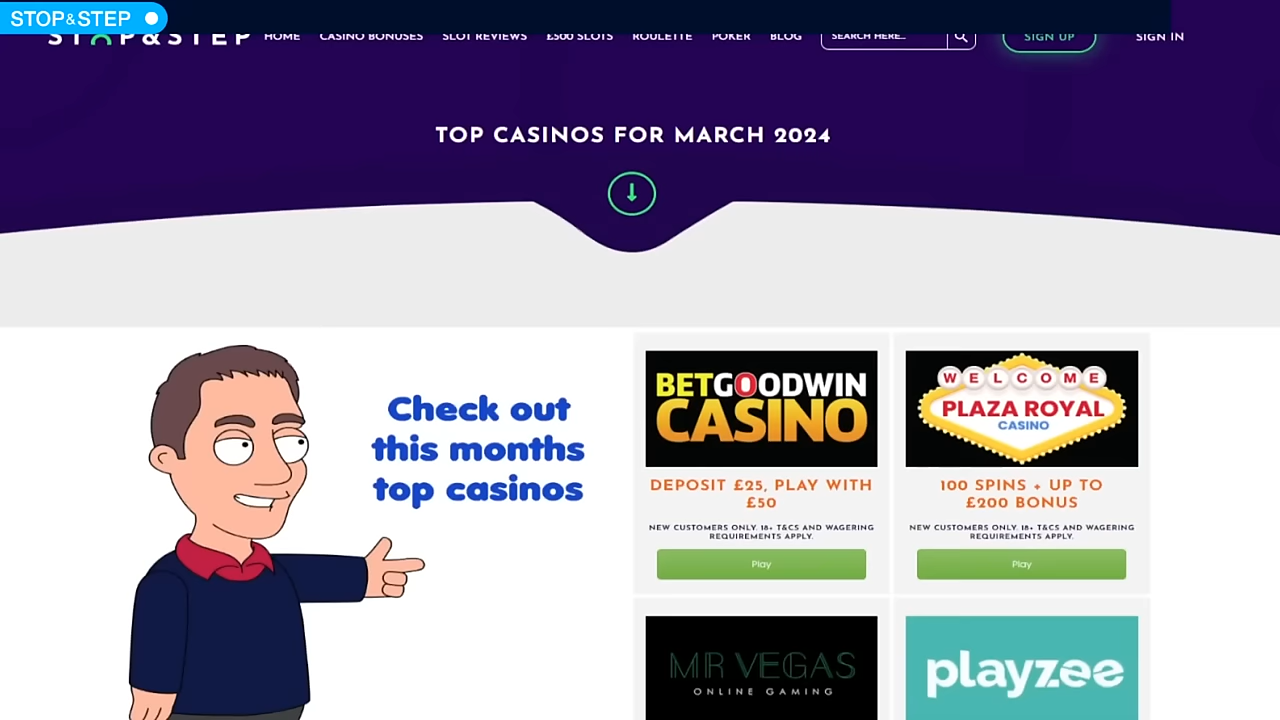 STOP&STEP
STOP&STEP HOME CASINO BONUSES SLOT REVIEWS £500 SLOTS ROULETTE POKER BLOG SEARCH HERE... SIGN UP SIGN IN
TOP CASINOS FOR MARCH 2024
Check out
this months
top casinos
BETGOODWIN
CASINO
DEPOSIT £25, PLAY WITH
£50
NEW CUSTOMERS ONLY. 18+ T&CS AND WAGERING
REQUIREMENTS APPLY.
Play
WELCOME
PLAZA ROYAL
CASINO
100 SPINS + UP TO
£200 BONUS
NEW CUSTOMERS ONLY. 18+ T&CS AND WAGERING
REQUIREMENTS APPLY.
Play
MR VEGAS
ONLINE GAMING
playzee